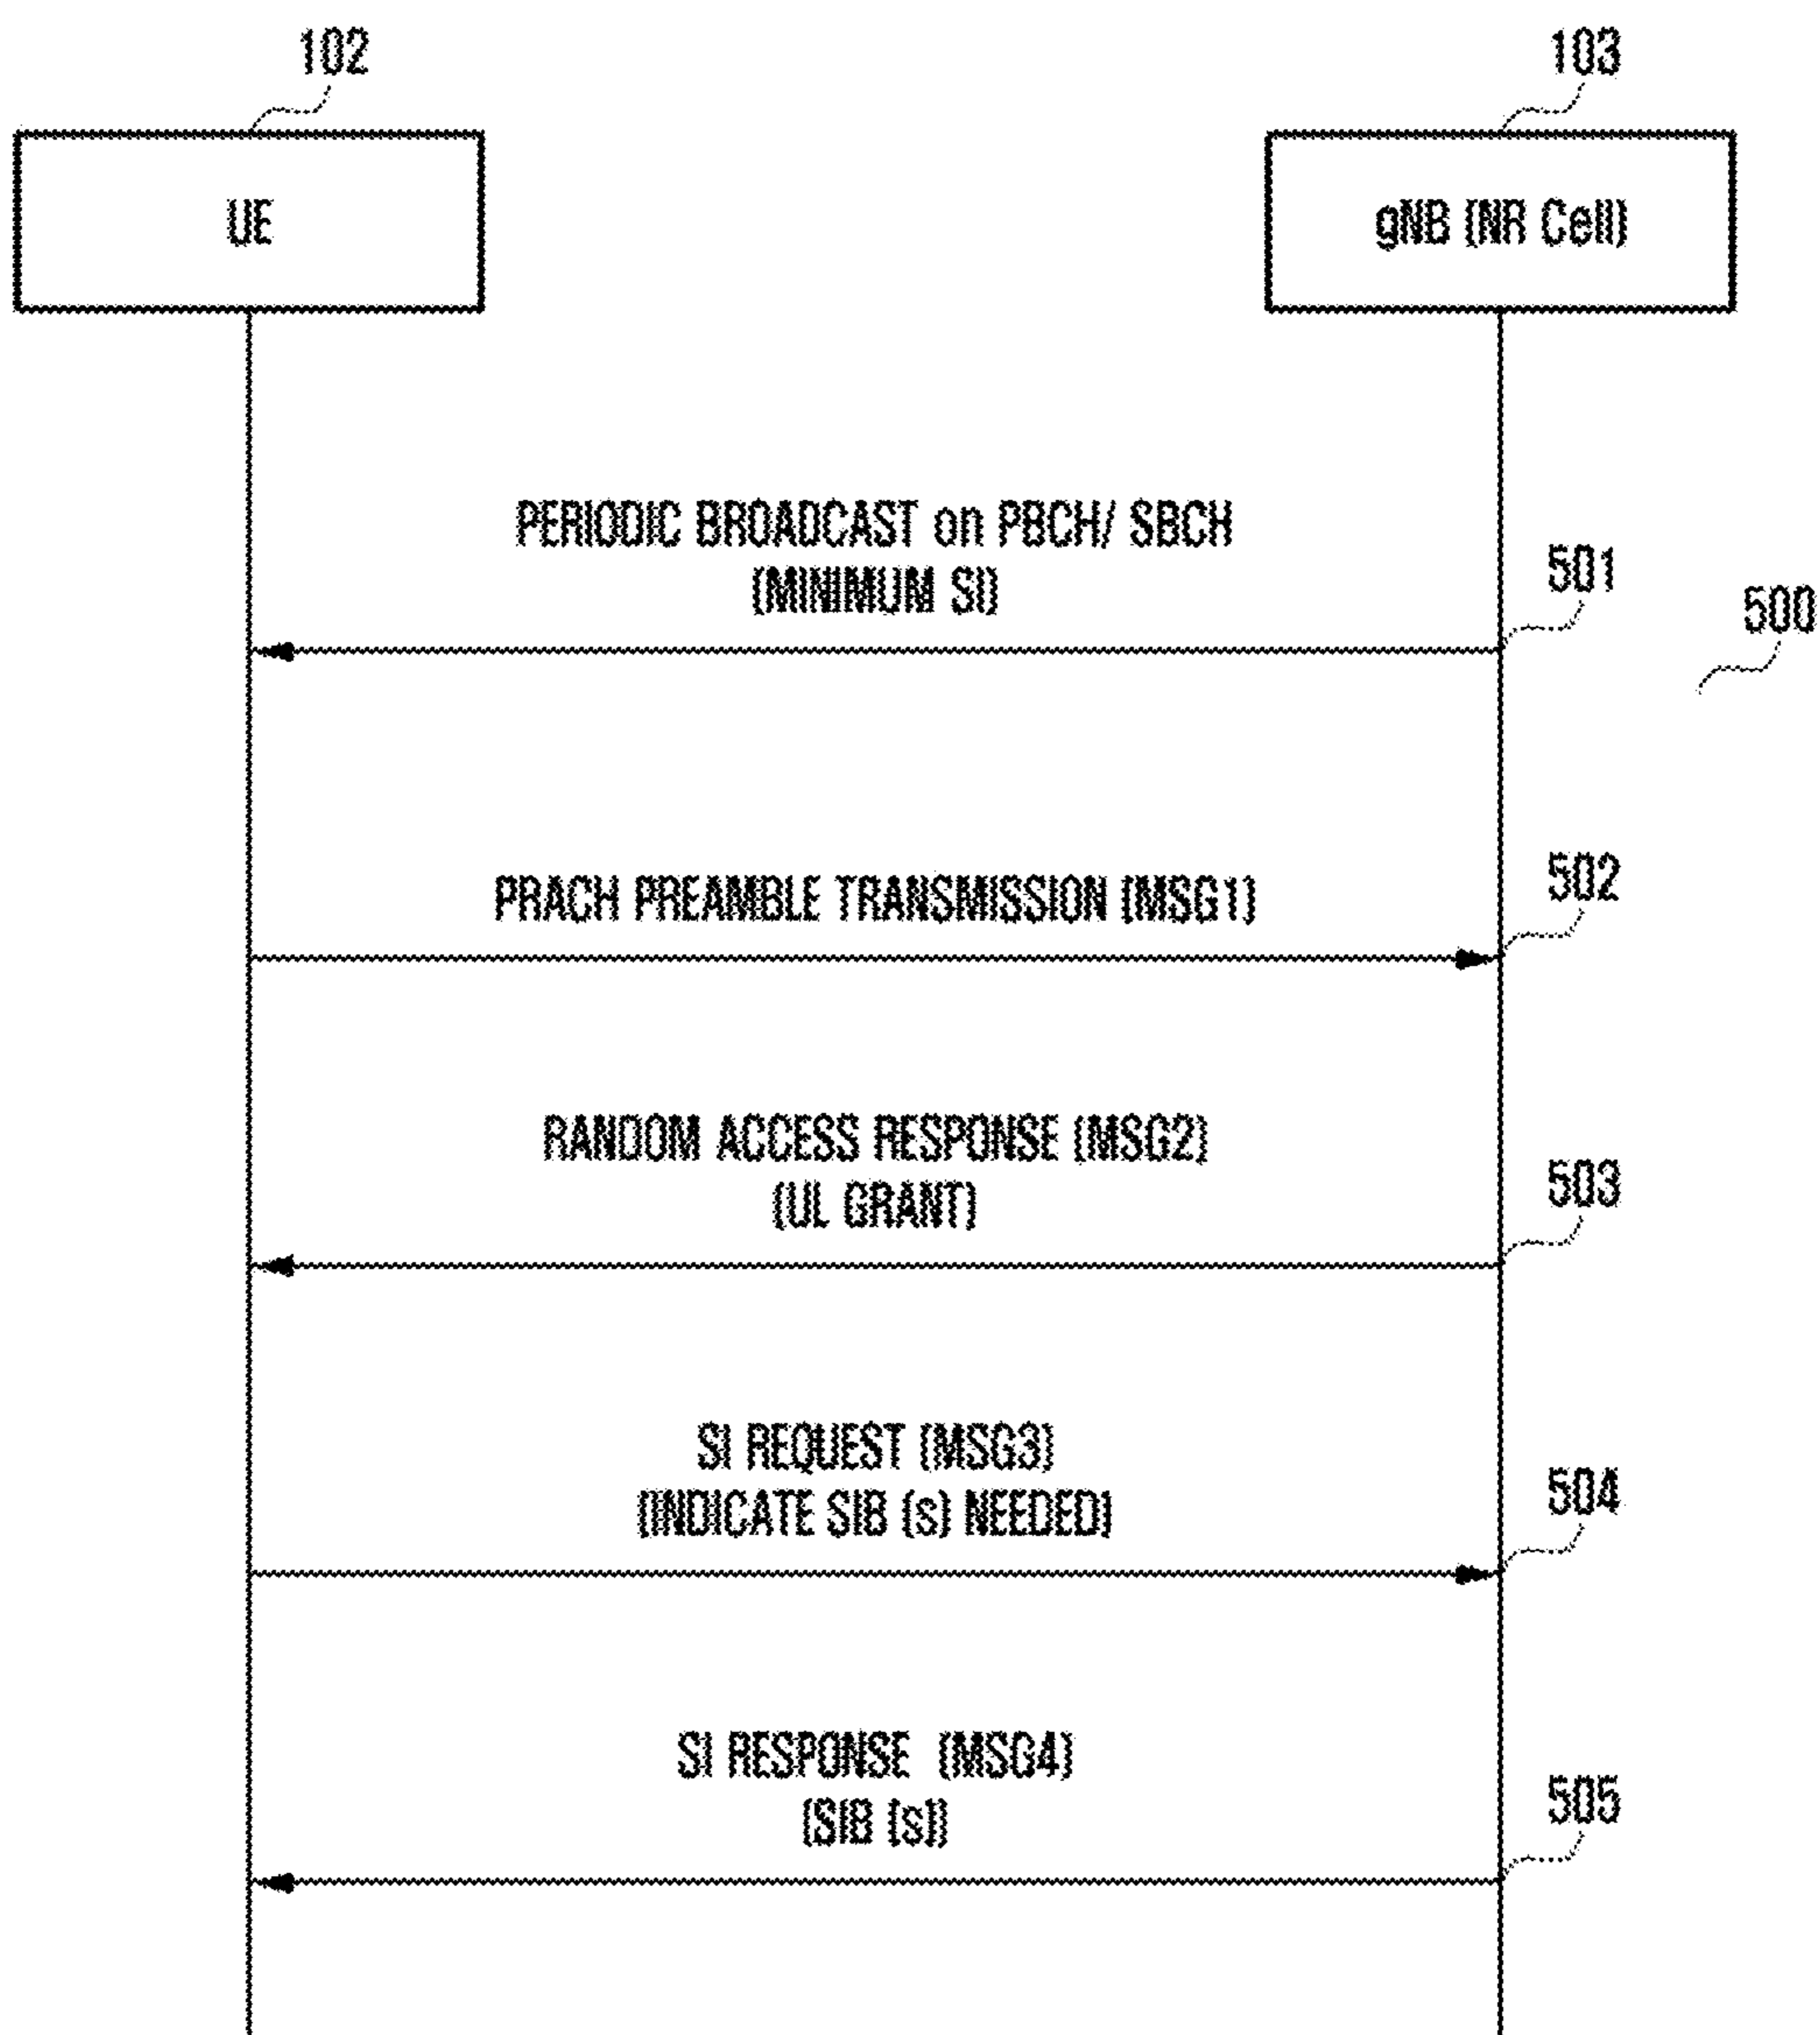 102
103
UE
gNB (NR Cell)
PERIODIC BROADCAST on PBCH/ SBCH
(MINIMUM SI)
501
500
PRACH PREAMBLE TRANSMISSION (MSG1)
502
RANDOM ACCESS RESPONSE (MSG2)
(UL GRANT)
503
SI REQUEST (MSG3)
(INDICATE SIB (s) NEEDED)
504
SI RESPONSE (MSG4)
(SIB (s))
505